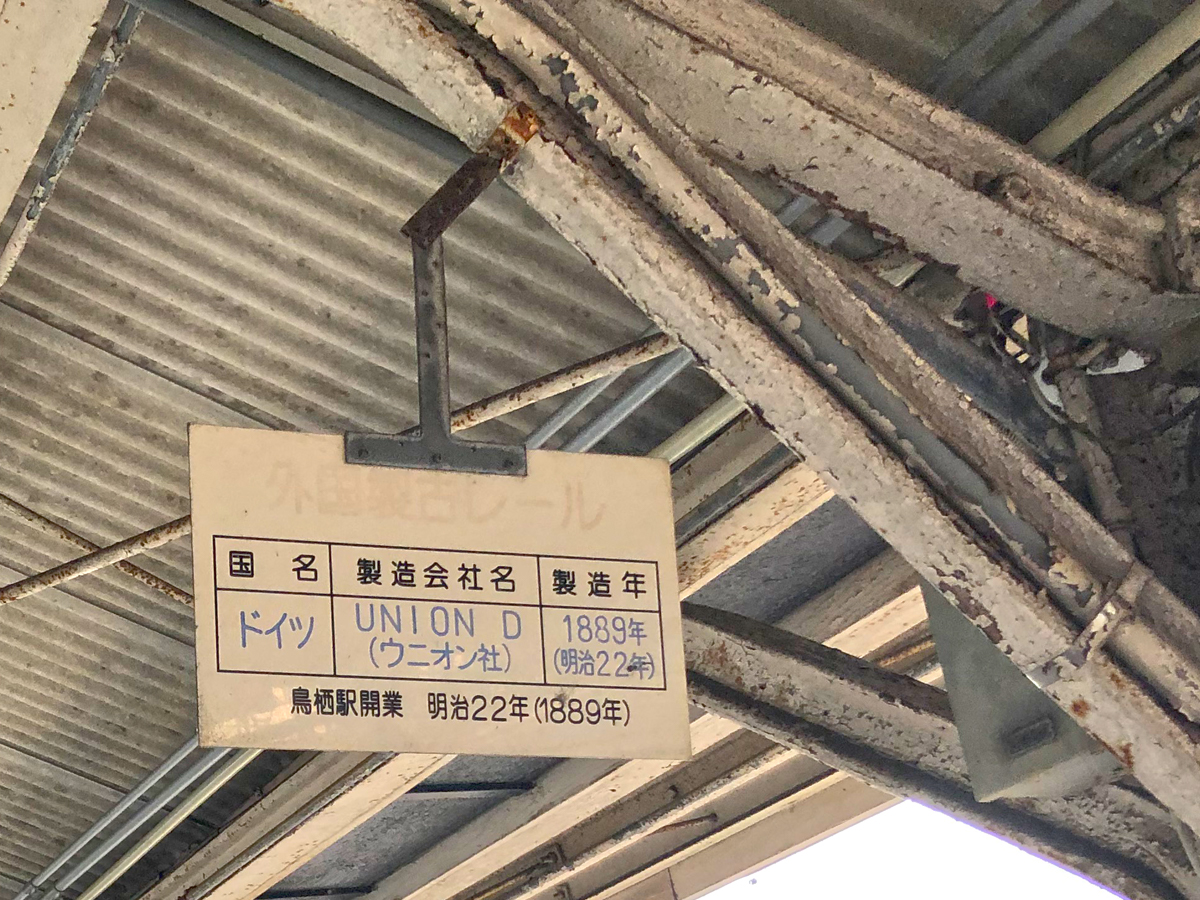 外国製古レール
国 名 製造会社名 製造年
ドイツ UNION D 1889年
(ウニオン社) (明治22年)
鳥栖駅開業 明治22年(1889年)